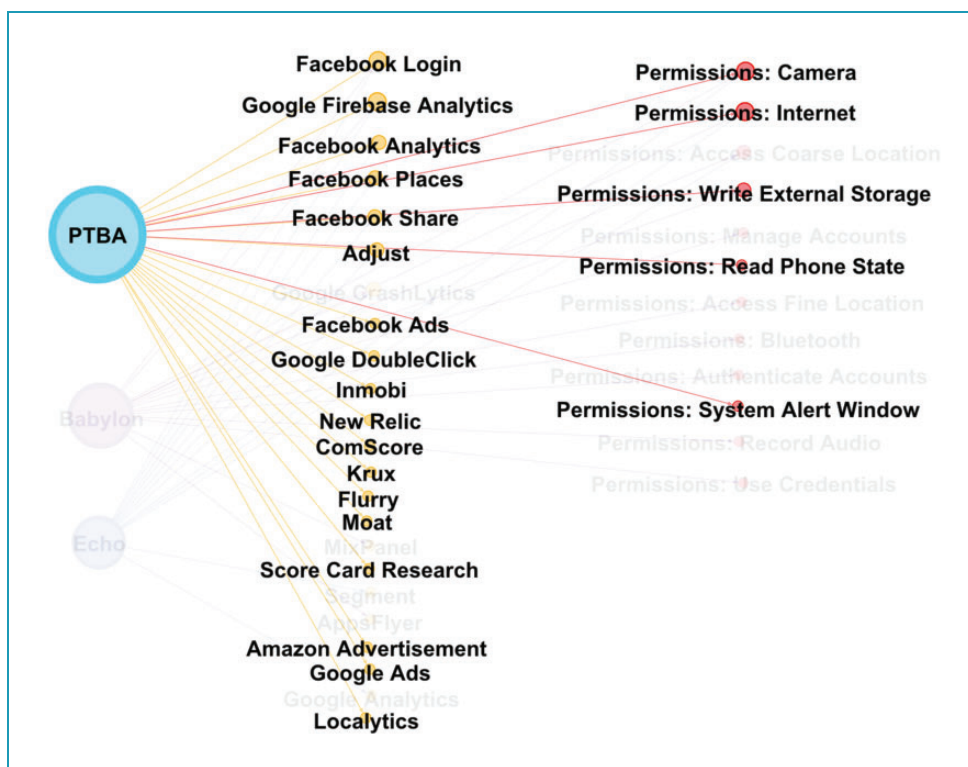 PTBA
Babylon
Echo
Facebook Login
Google Firebase Analytics
Facebook Analytics
Facebook Places
Facebook Share
Adjust
Google CrashLytics
Facebook Ads
Google DoubleClick
Inmobi
New Relic
ComScore
Krux
Flurry
Moat
MixPanel
Score Card Research
Segment
AppsFlyer
Amazon Advertisement
Google Ads
Google Analytics
Localytics
Permissions: Camera
Permissions: Internet
Permissions: Access Coarse Location
Permissions: Write External Storage
Permissions: Manage Accounts
Permissions: Read Phone State
Permissions: Access Fine Location
Permissions: Bluetooth
Permissions: Authenticate Accounts
Permissions: System Alert Window
Permissions: Record Audio
Permissions: Use Credentials